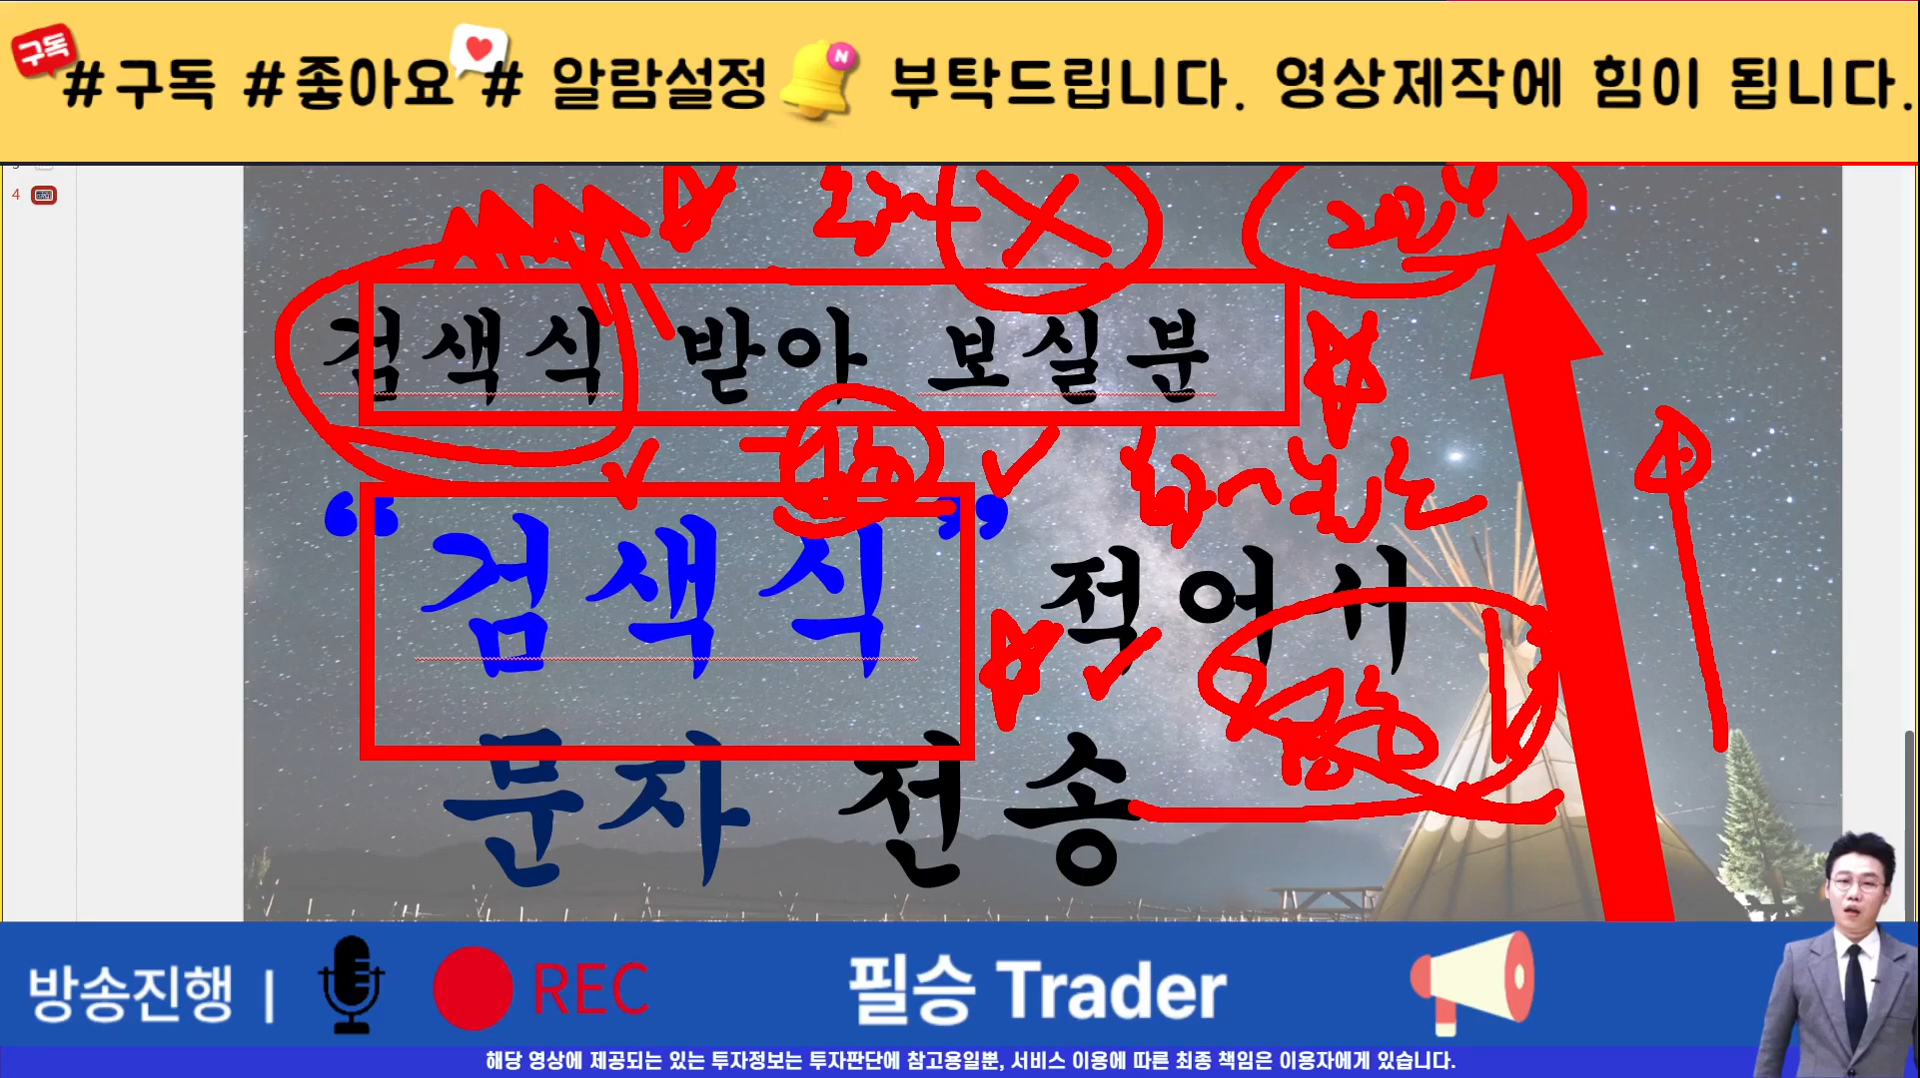 구독
#구독 #좋아요 # 알람설정 N 부탁드립니다. 영상제작에 힘이 됩니다.
4
검색식 받아 보실분
“검색식” 적어서
문자 전송
방송진행 | REC 필승 Trader
해당 영상에 제공되는 있는 투자정보는 투자판단에 참고용일뿐, 서비스 이용에 따른 최종 책임은 이용자에게 있습니다.